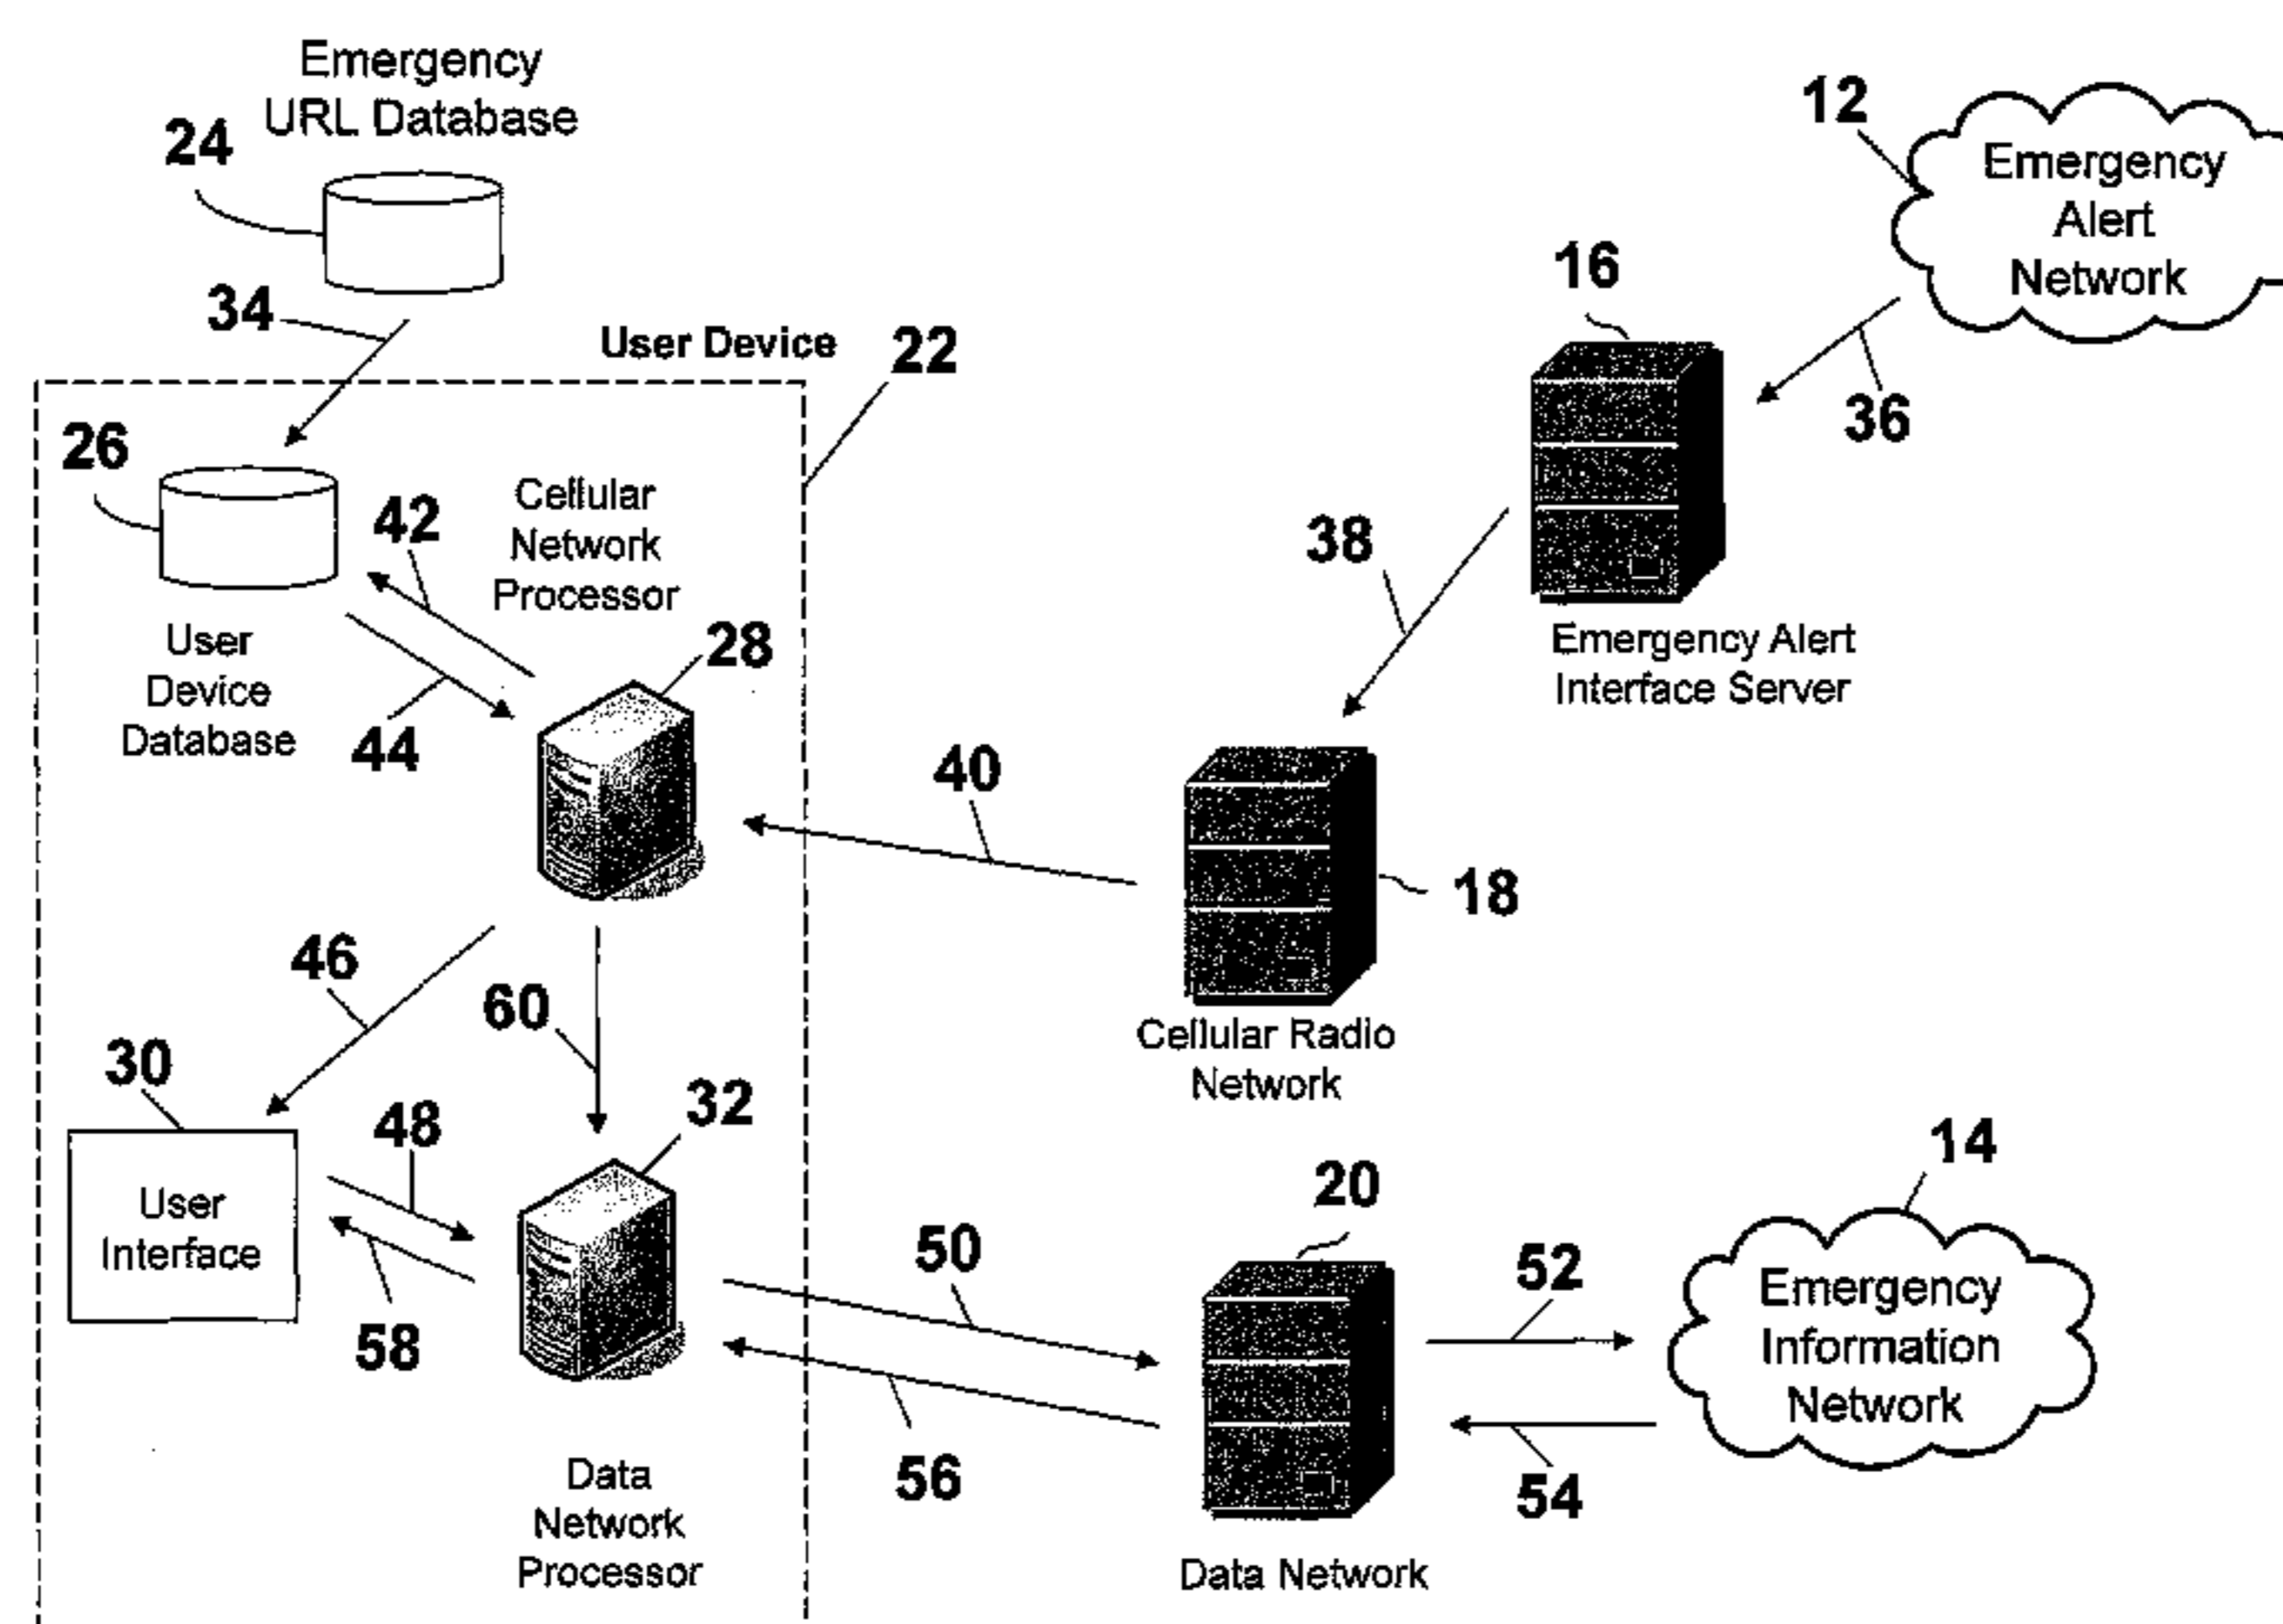 Emergency
URL Database
24
34
User Device
22
26
42
Cellular
Network
Processor
28
User
Device
Database
44
12
Emergency
Alert
Network
16
36
38
Emergency Alert
Interface Server
40
18
Cellular Radio
Network
46
60
30
48
32
User
Interface
58
Data
Network
Processor
50
56
20
Data Network
52
54
14
Emergency
Information
Network